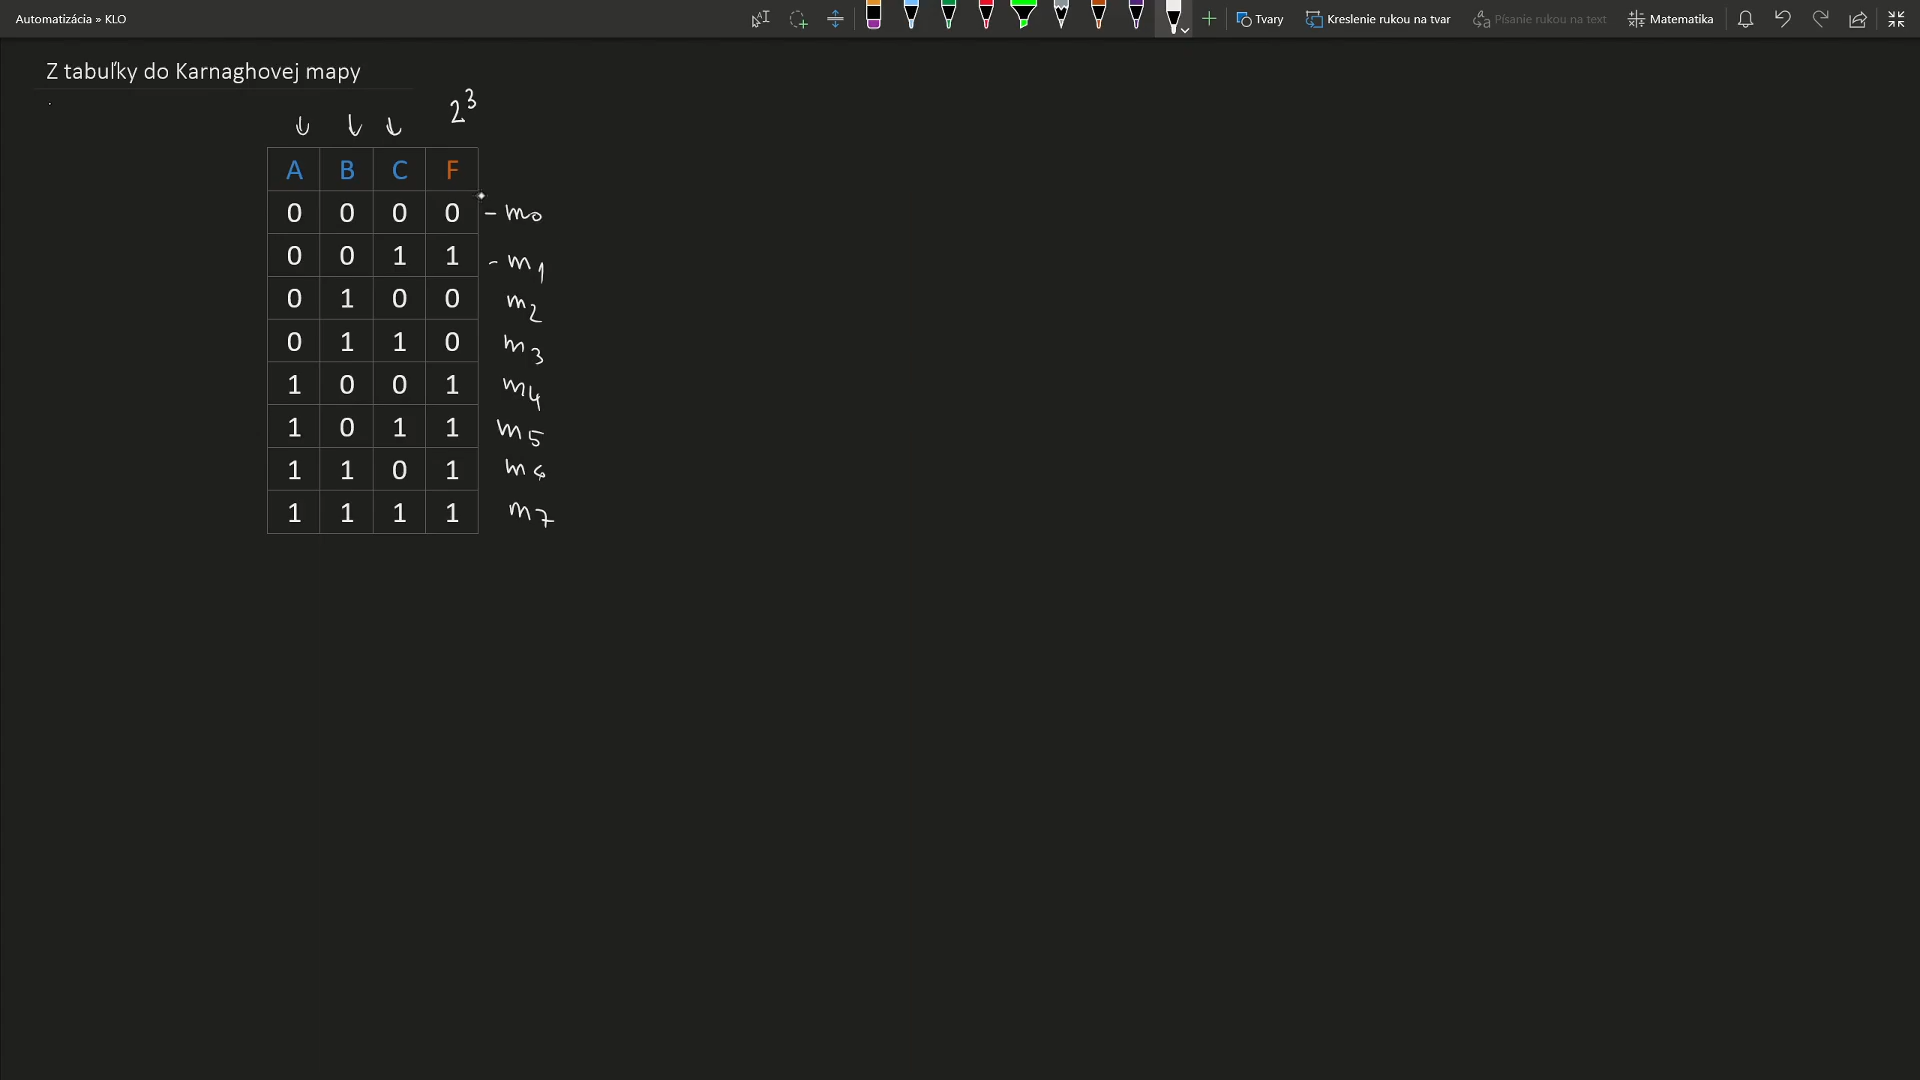 Automatizácia » KLO
Tvary Kreslenie rukou na tvar Písanie rukou na text Matematika
Z tabuľky do Karnaghovej mapy
2³
A B C F
0 0 0 0 - m0
0 0 1 1 - m1
0 1 0 0 m2
0 1 1 0 m3
1 0 0 1 m4
1 0 1 1 m5
1 1 0 1 m6
1 1 1 1 m7